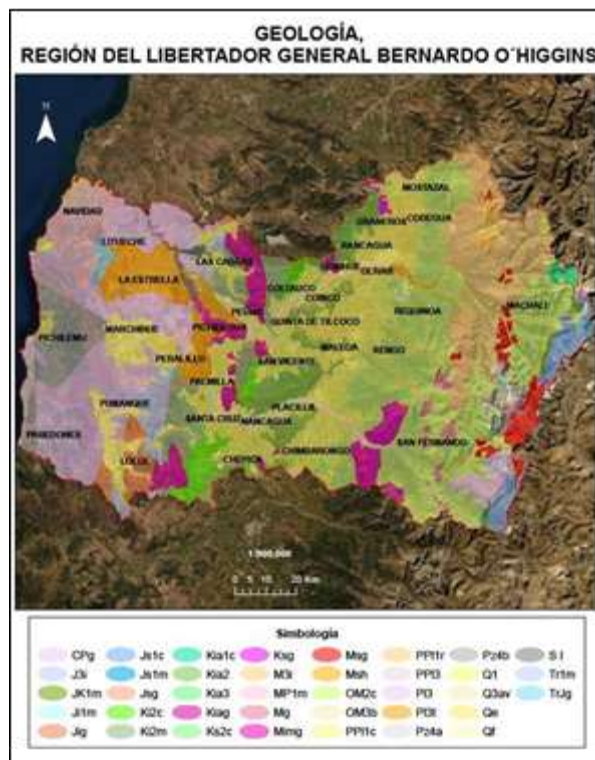 GEOLOGÍA,
REGIÓN DEL LIBERTADOR GENERAL BERNARDO O´HIGGINS
N
MOSTAZAL
NAVIDAD
GRANEROS CODEGUA
LITUECHE
RANCAGUA
LAS CABRAS
OLIVAR
LA ESTRELLA
COLTAUCO
MACHALI
COINCO
PEUMO
REQUINOA
PICHILEMU
MARCHIHUE
PICHIDEGUA
QUINTA DE TILCOCO
MALLOA
RENGO
PERALILLO
SAN VICENTE
PALMILLA
PUMANQUE
PLACILLA
SANTA CRUZ
NANCAGUA
PAREDONES
SAN FERNANDO
LOLOL
CHEPICA
CHIMBARONGO
0 5 10 20 Km
Simbología
CPg Js1c Kia1c Ksg Msg PPl1r Pz4b S.I
J3i Js1m Kia2 M3i Msh PPl3 Q1 Tr1m
JK1m Jsg Kia3 MP1m OM2c Pl3 Q3av TrJg
Ji1m Ki2c Kiag Mg OM3b Pl3t Qe
Jig Ki2m Ks2c Mimg PPl1c Pz4a Qf